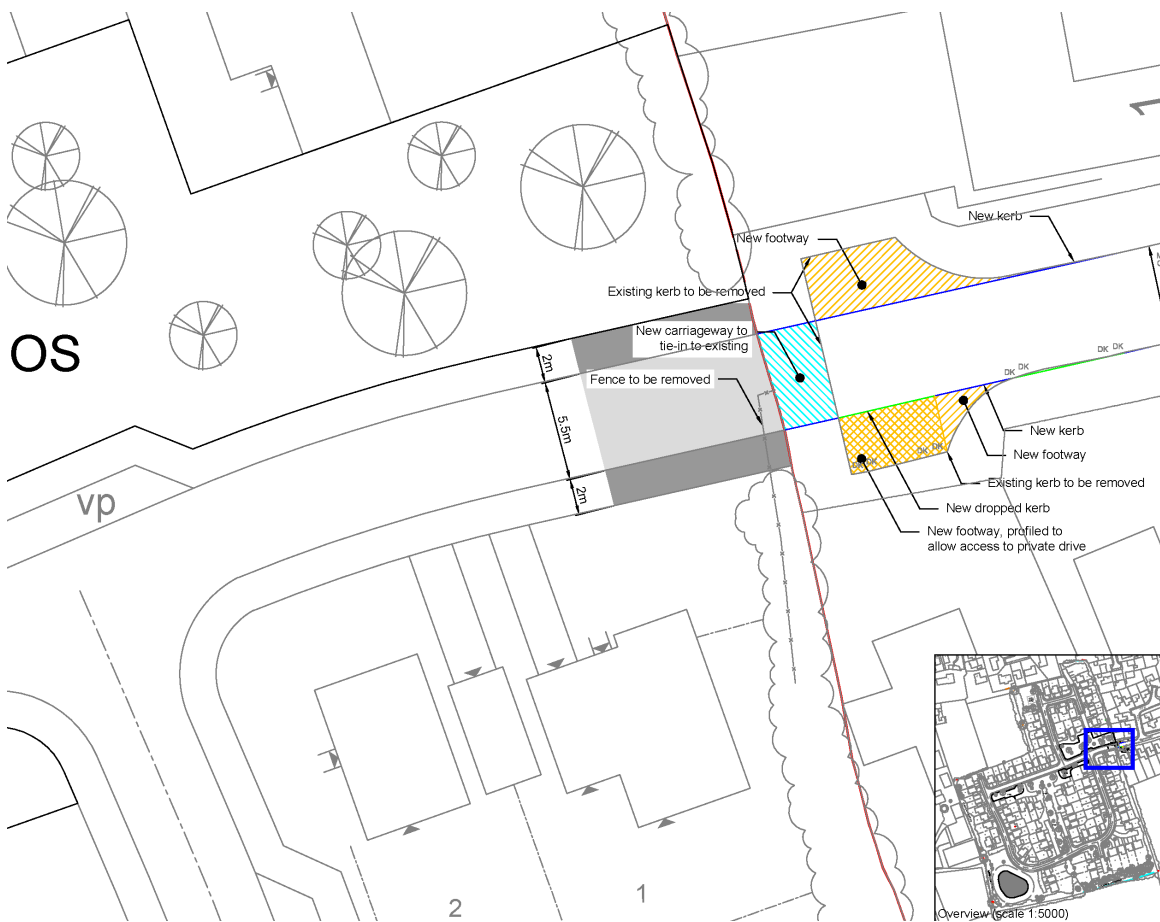 1
New kerb
New footway
Existing kerb to be removed
New carriageway to
tie-in to existing
OS
2m
Fence to be removed
DK DK
DK DK
5.5m
New kerb
New footway
DK DK
DK DK
Existing kerb to be removed
2m
vp
New dropped kerb
New footway, profiled to
allow access to private drive
1
2
Overview (scale 1:5000)